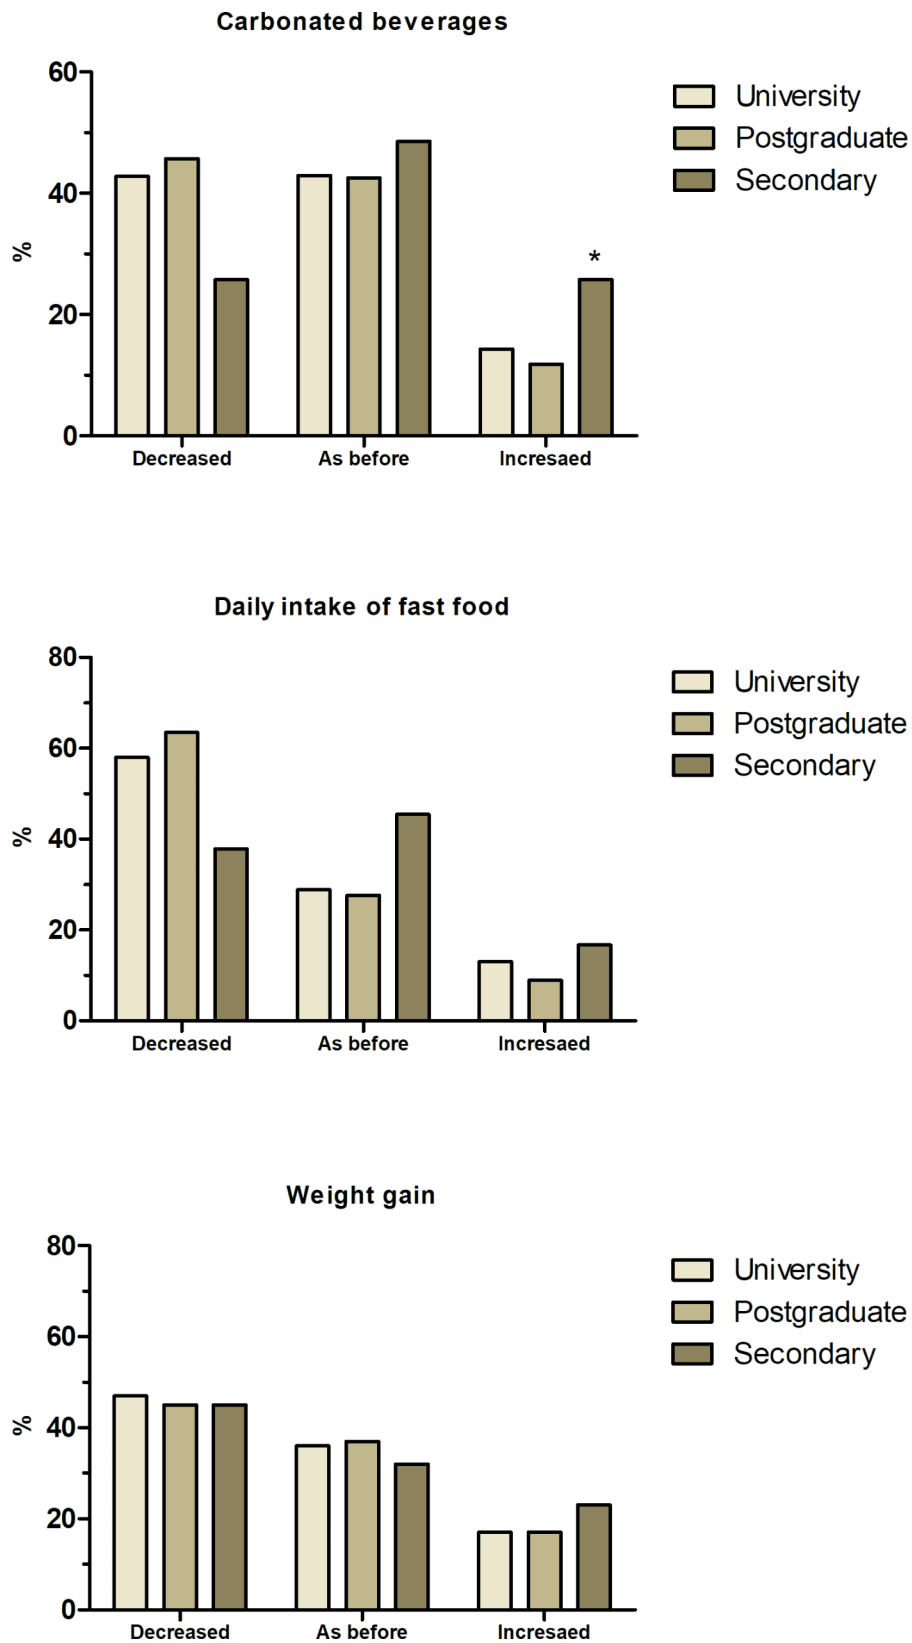 Carbonated beverages
60
40
20
0
%
*
Decreased
As before
Incresaed
University
Postgraduate
Secondary
Daily intake of fast food
80
60
40
20
0
%
Decreased
As before
Incresaed
University
Postgraduate
Secondary
Weight gain
80
60
40
20
0
%
Decreased
As before
Incresaed
University
Postgraduate
Secondary